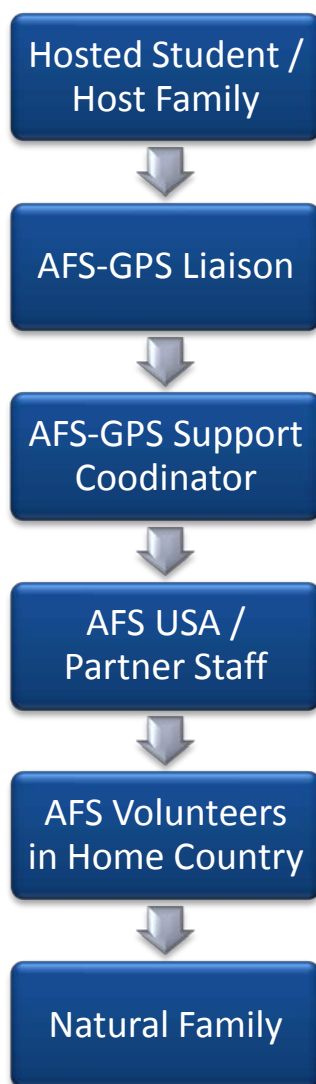 Hosted Student /
Host Family
AFS-GPS Liaison
AFS-GPS Support
Coodinator
AFS USA /
Partner Staff
AFS Volunteers
in Home Country
Natural Family